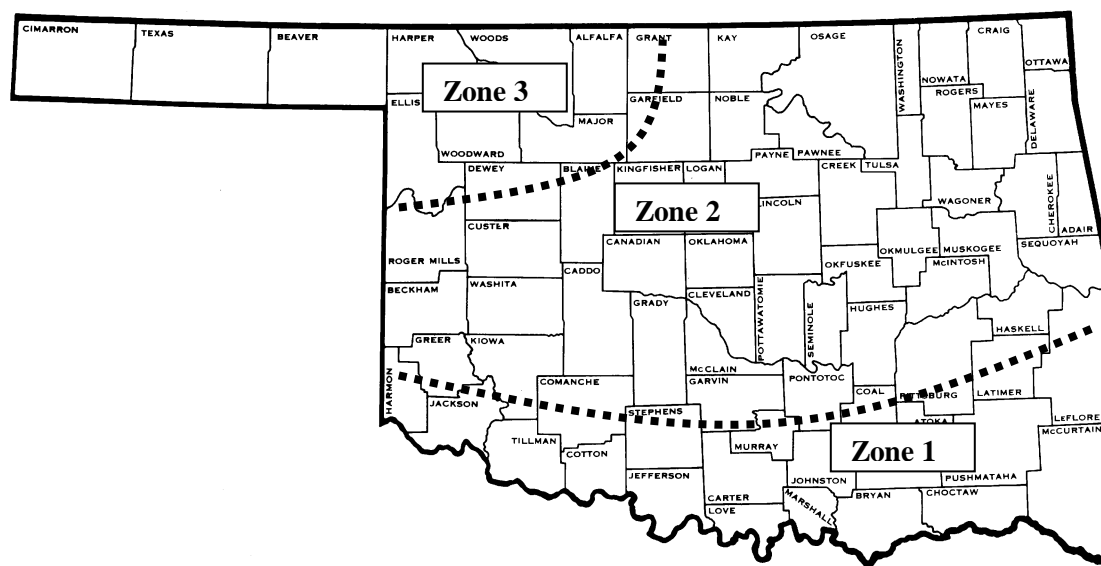 CIMARRON
TEXAS
BEAVER
HARPER
WOODS
ALFALFA
GRANT
KAY
OSAGE
WASHINGTON
CRAIG
NOWATA
OTTAWA
ROGERS
MAYES
DELAWARE
ELLIS
Zone 3
GARFIELD
NOBLE
MAJOR
WOODWARD
DEWEY
BLAINE
KINGFISHER
LOGAN
PAYNE
PAWNEE
CREEK
TULSA
WAGONER
CHEROKEE
ADAIR
Zone 2
LINCOLN
CUSTER
CANADIAN
OKLAHOMA
OKMULGEE
MUSKOGEE
SEQUOYAH
ROGER MILLS
CADDO
OKFUSKEE
McINTOSH
BECKHAM
WASHITA
GRADY
CLEVELAND
POTTAWATOMIE
SEMINOLE
HUGHES
HASKELL
GREER
KIOWA
McCLAIN
GARVIN
PONTOTOC
COMANCHE
COAL
PITTSBURG
LATIMER
HARMON
JACKSON
STEPHENS
ATOKA
LEFLORE
McCURTAIN
TILLMAN
COTTON
MURRAY
Zone 1
JEFFERSON
JOHNSTON
PUSHMATAHA
CARTER
LOVE
MARSHALL
BRYAN
CHOCTAW